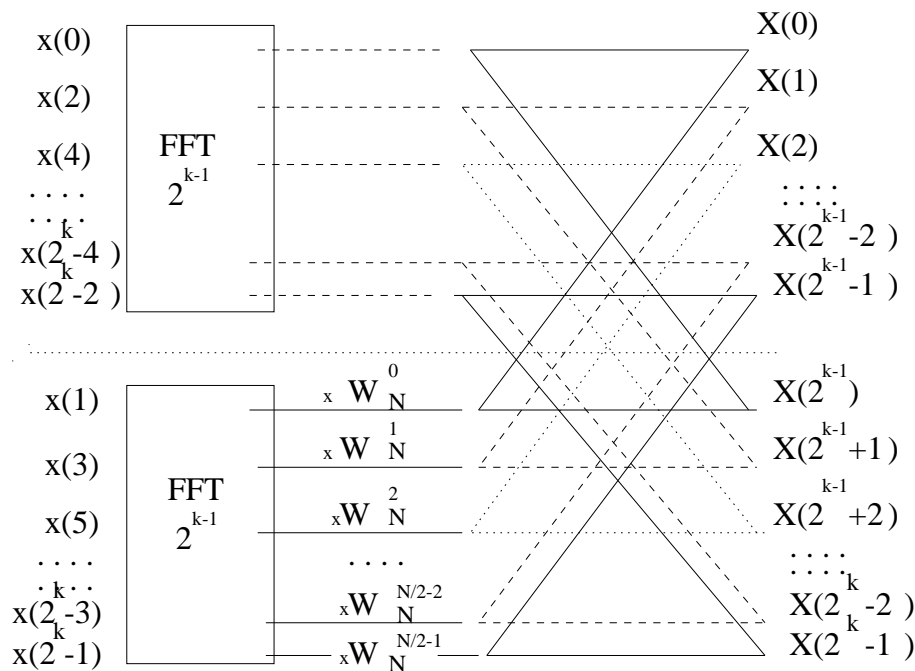 x(0)
x(2)
x(4)
. . . .
. . . .
x(2^k-4)
x(2^k-2)
FFT
2^k-1
x(1)
x(3)
x(5)
. . . .
. . . .
x(2^k-3)
x(2^k-1)
FFT
2^k-1
x W_N^0
x W_N^1
x W_N^2
. . . .
x W_N^N/2-2
x W_N^N/2-1
X(0)
X(1)
X(2)
. . . .
. . . .
X(2^k-1 -2 )
X(2^k-1 -1 )
X(2^k-1 )
X(2^k-1 +1)
X(2^k-1 +2)
. . . .
. . . .
X(2^k -2 )
X(2^k -1 )